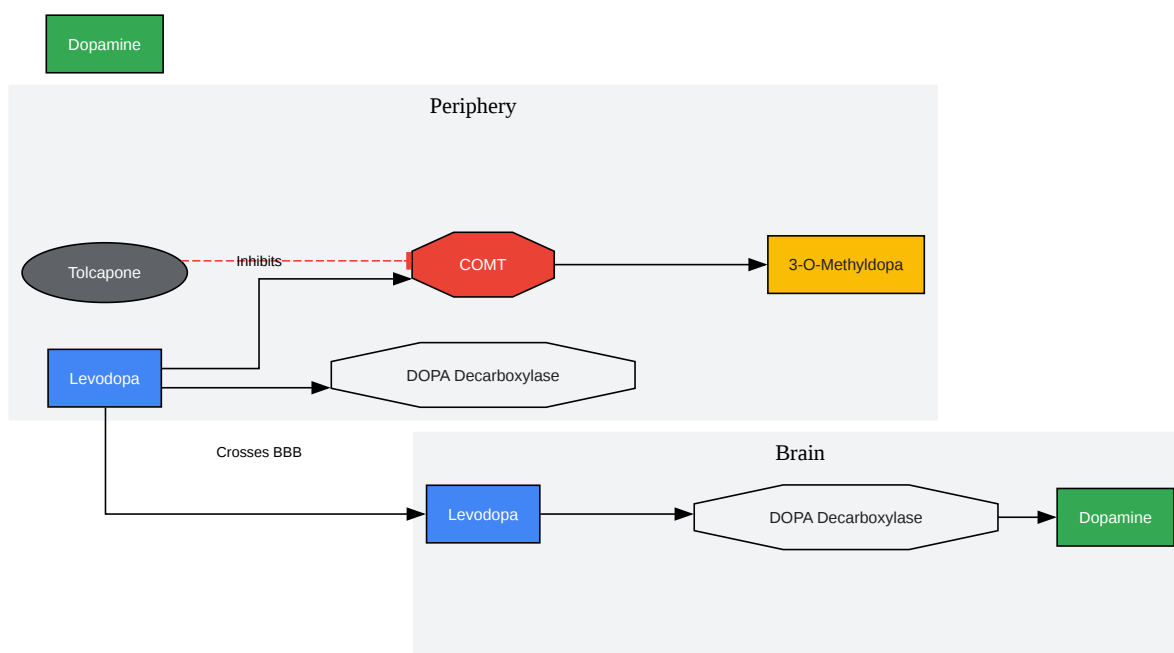 Dopamine
Periphery
Inhibits
Tolcapone
COMT
3-O-Methyldopa
Levodopa
DOPA Decarboxylase
Crosses BBB
Brain
Levodopa
DOPA Decarboxylase
Dopamine